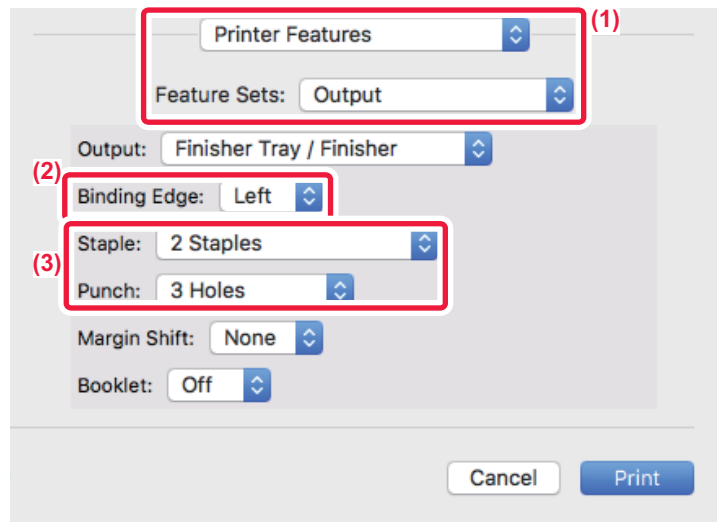 (1)
Printer Features
Feature Sets: Output
Output: Finisher Tray / Finisher
(2)
Binding Edge: Left
(3)
Staple: 2 Staples
Punch: 3 Holes
Margin Shift: None
Booklet: Off
Cancel Print